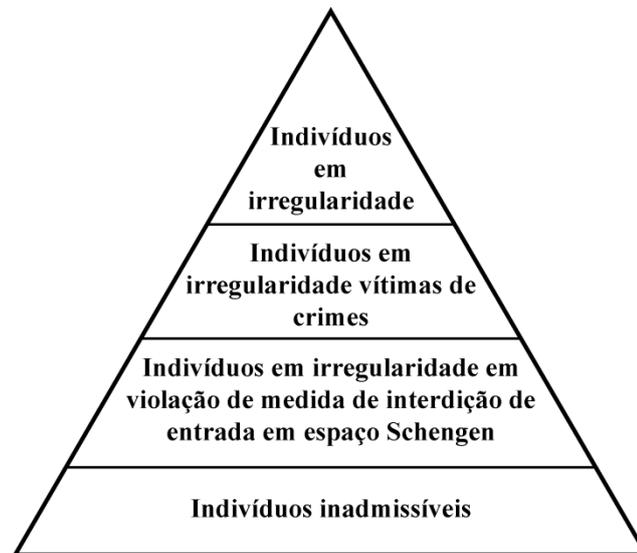 Indivíduos
em
irregularidade
Indivíduos em
irregularidade vítimas de
crimes
Indivíduos em irregularidade em
violação de medida de interdição de
entrada em espaço Schengen
Indivíduos inadmissíveis